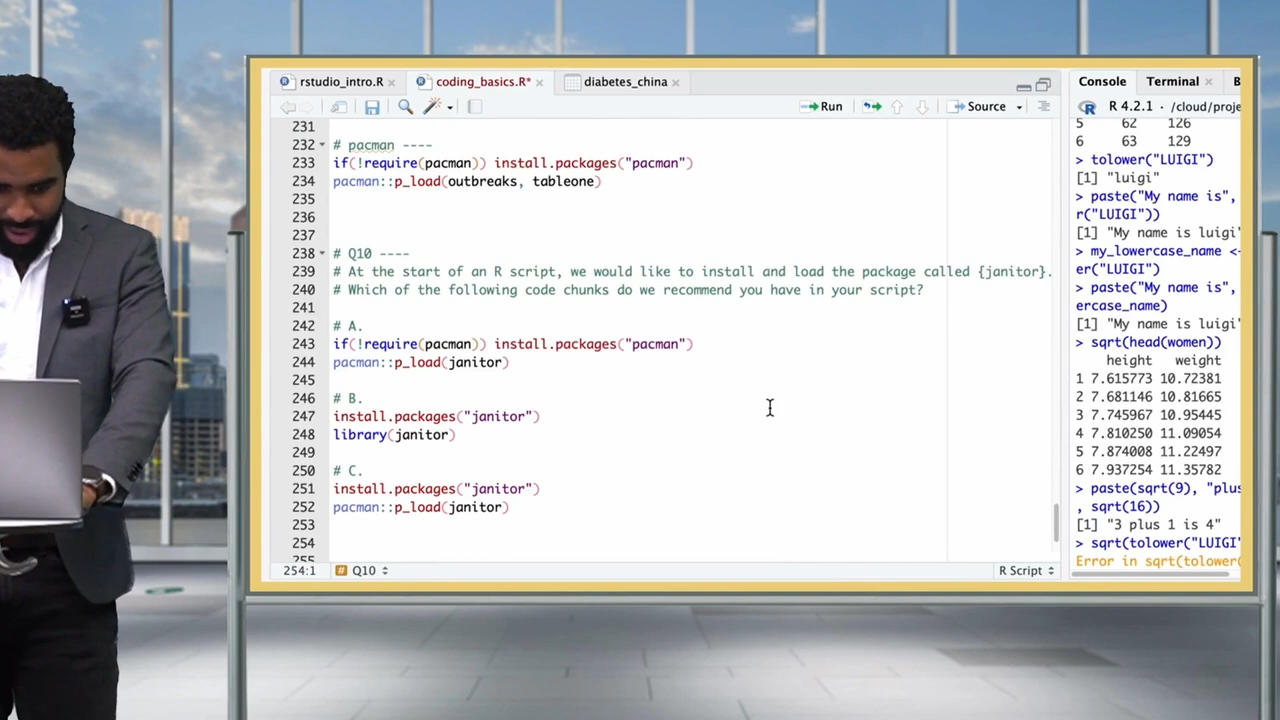 rstudio_intro.R
coding_basics.R*
diabetes_china
Run
Source
231
232 # pacman ----
233 if(!require(pacman)) install.packages("pacman")
234 pacman::p_load(outbreaks, tableone)
235
236
237
238 # Q10 ----
239 # At the start of an R script, we would like to install and load the package called {janitor}.
240 # Which of the following code chunks do we recommend you have in your script?
241
242 # A.
243 if(!require(pacman)) install.packages("pacman")
244 pacman::p_load(janitor)
245
246 # B.
247 install.packages("janitor")
248 library(janitor)
249
250 # C.
251 install.packages("janitor")
252 pacman::p_load(janitor)
253
254
255
254:1 # Q10
R Script
Console Terminal B
R 4.2.1 · /cloud/proje
5 62 126
6 63 129
> tolower("LUIGI")
[1] "luigi"
> paste("My name is",
r("LUIGI"))
[1] "My name is luigi"
> my_lowercase_name <-
er("LUIGI")
> paste("My name is",
ercase_name)
[1] "My name is luigi"
> sqrt(head(women))
height weight
1 7.615773 10.72381
2 7.681146 10.81665
3 7.745967 10.95445
4 7.810250 11.09054
5 7.874008 11.22497
6 7.937254 11.35782
> paste(sqrt(9), "plus
, sqrt(16))
[1] "3 plus 1 is 4"
> sqrt(tolower("LUIGI"
Error in sqrt(tolower(